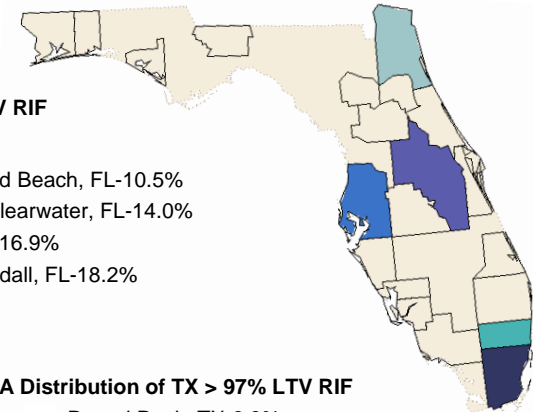 V RIF
d Beach, FL-10.5%
learwater, FL-14.0%
16.9%
dall, FL-18.2%
A Distribution of TX > 97% LTV RIF